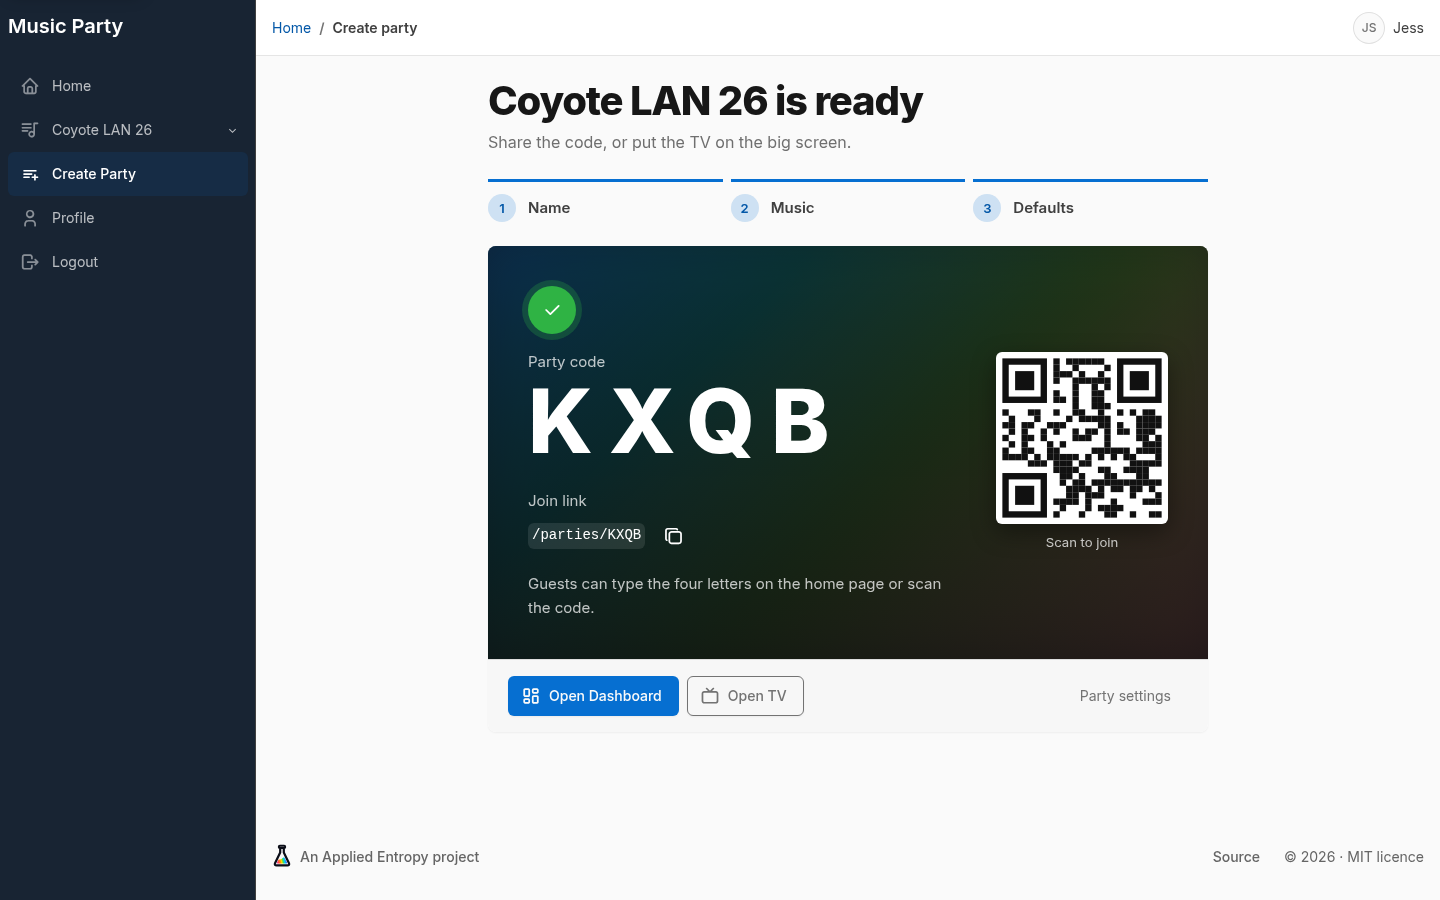 Music Party
Home
Coyote LAN 26
Create Party
Profile
Logout
Home / Create party
JS Jess
Coyote LAN 26 is ready
Share the code, or put the TV on the big screen.
1 Name
2 Music
3 Defaults
Party code
KXQB
Join link
/parties/KXQB
Guests can type the four letters on the home page or scan
the code.
Scan to join
Open Dashboard
Open TV
Party settings
An Applied Entropy project
Source
© 2026 · MIT licence